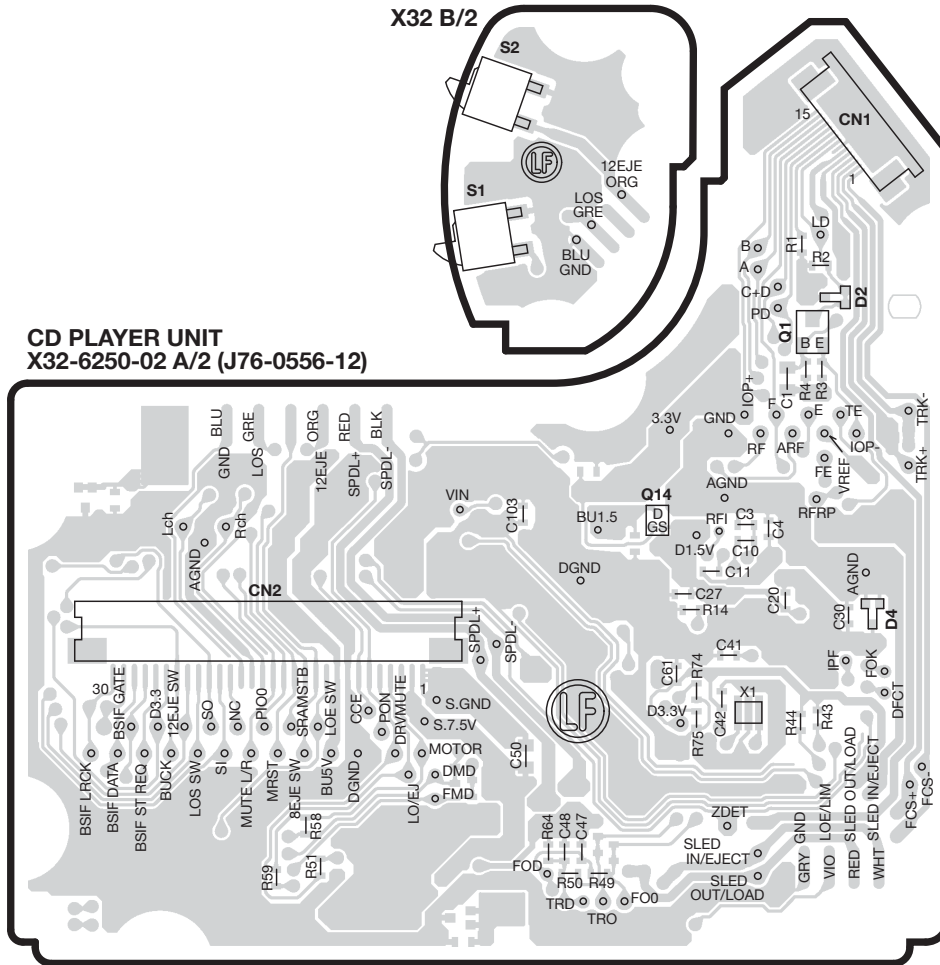 X32 B/2
S2
LF
12EJE
ORG
S1
LOS
GRE
BLU
GND
15
CN1
1
LD
R1
R2
B
A
C+D
PD
D2
Q1
B E
CD PLAYER UNIT
X32-6250-02 A/2 (J76-0556-12)
C1
R4
R3
IOP+
F
E
TE
TRK-
BLU
GRE
ORG
RED
BLK
GND
LOS
12EJE
SPDL+
SPDL-
3.3V
GND
RF
ARF
FE
VREF
IOP-
TRK+
AGND
RFRP
Lch
AGND
Rch
VIN
C103
BU1.5
Q14
D
GS
RFI
D1.5V
C3
C10
C4
C11
DGND
C27
R14
C20
AGND
C30
D4
CN2
SPDL+
SPDL-
C41
IPF
FOK
DFCT
30
1
BSIF GATE
D3.3
12EJE SW
SO
NC
PIO0
SRAMSTB
LOE SW
CCE
PON
DRVMUTE
S.GND
S.7.5V
LF
C61
R74
D3.3V
R75
C42
X1
R44
R43
BSIF LRCK
BSIF DATA
BSIF ST REQ
BUCK
LOS SW
SI
MUTE L/R
MRST
8EJE SW
BU5V
DGND
LO/EJ
MOTOR
DMD
FMD
C50
FCS+
FCS-
R58
R59
R51
R64
C48
C47
ZDET
GND
LOE/LIM
SLED OUT/LOAD
SLED IN/EJECT
FOD
R50
R49
SLED
IN/EJECT
SLED
OUT/LOAD
GRY
VIO
RED
WHT
TRD
TRO
FO0